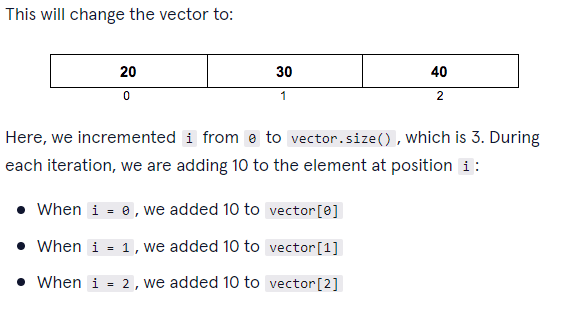 This will change the vector to:
20 30 40
0 1 2
Here, we incremented i from 0 to vector.size() , which is 3. During
each iteration, we are adding 10 to the element at position i :
• When i = 0 , we added 10 to vector[0]
• When i = 1 , we added 10 to vector[1]
• When i = 2 , we added 10 to vector[2]